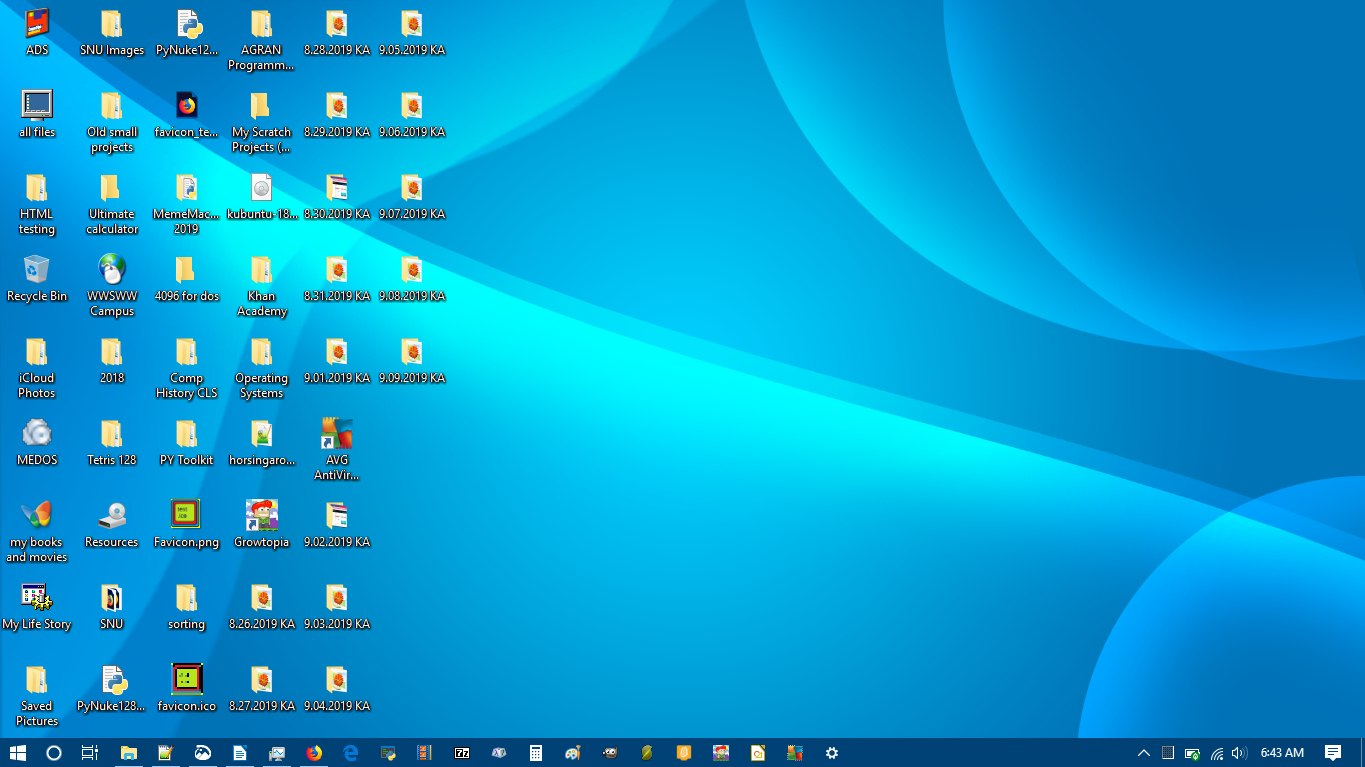 ADS
SNU Images
PyNuke12...
AGRAN
Programm...
8.28.2019 KA
9.05.2019 KA
all files
Old small
projects
favicon_te...
My Scratch
Projects (...
8.29.2019 KA
9.06.2019 KA
HTML
testing
Ultimate
calculator
MemeMac...
2019
kubuntu-18...
8.30.2019 KA
9.07.2019 KA
Recycle Bin
WWSWW
Campus
4096 for dos
Khan
Academy
8.31.2019 KA
9.08.2019 KA
iCloud
Photos
2018
Comp
History CLS
Operating
Systems
9.01.2019 KA
9.09.2019 KA
MEDOS
Tetris 128
PY Toolkit
horsingaro...
AVG
AntiVir...
my books
and movies
Resources
test
.ico
Favicon.png
Growtopia
9.02.2019 KA
My Life Story
SNU
sorting
8.26.2019 KA
9.03.2019 KA
Saved
Pictures
PyNuke128...
favicon.ico
8.27.2019 KA
9.04.2019 KA
7z
6:43 AM